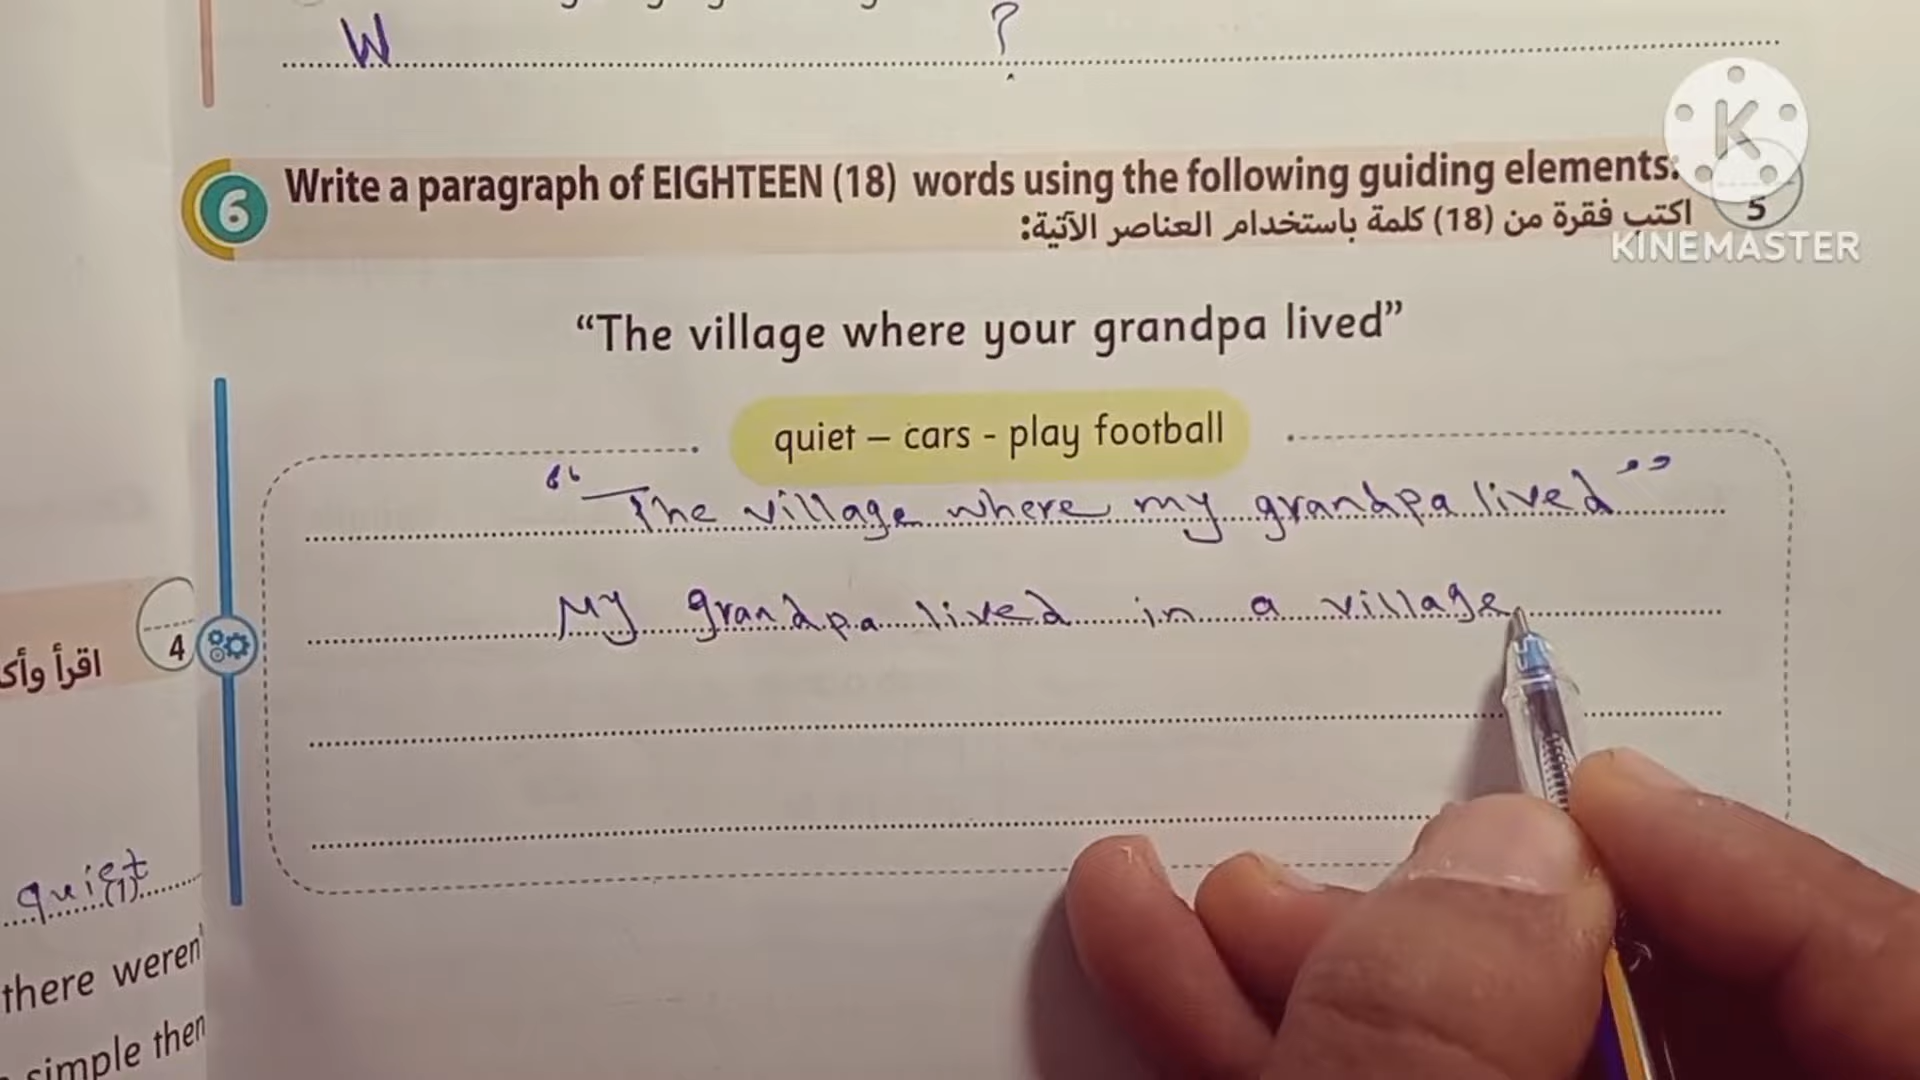 W ?
6 Write a paragraph of EIGHTEEN (18) words using the following guiding elements:
اكتب فقرة من (18) كلمة باستخدام العناصر الآتية:
5
K
KINEMASTER
“The village where your grandpa lived”
quiet – cars - play football
“The village where my grandpa lived”
My grandpa lived in a village
4
اقرأ وأك
quiet
(1)
there weren'
simple then